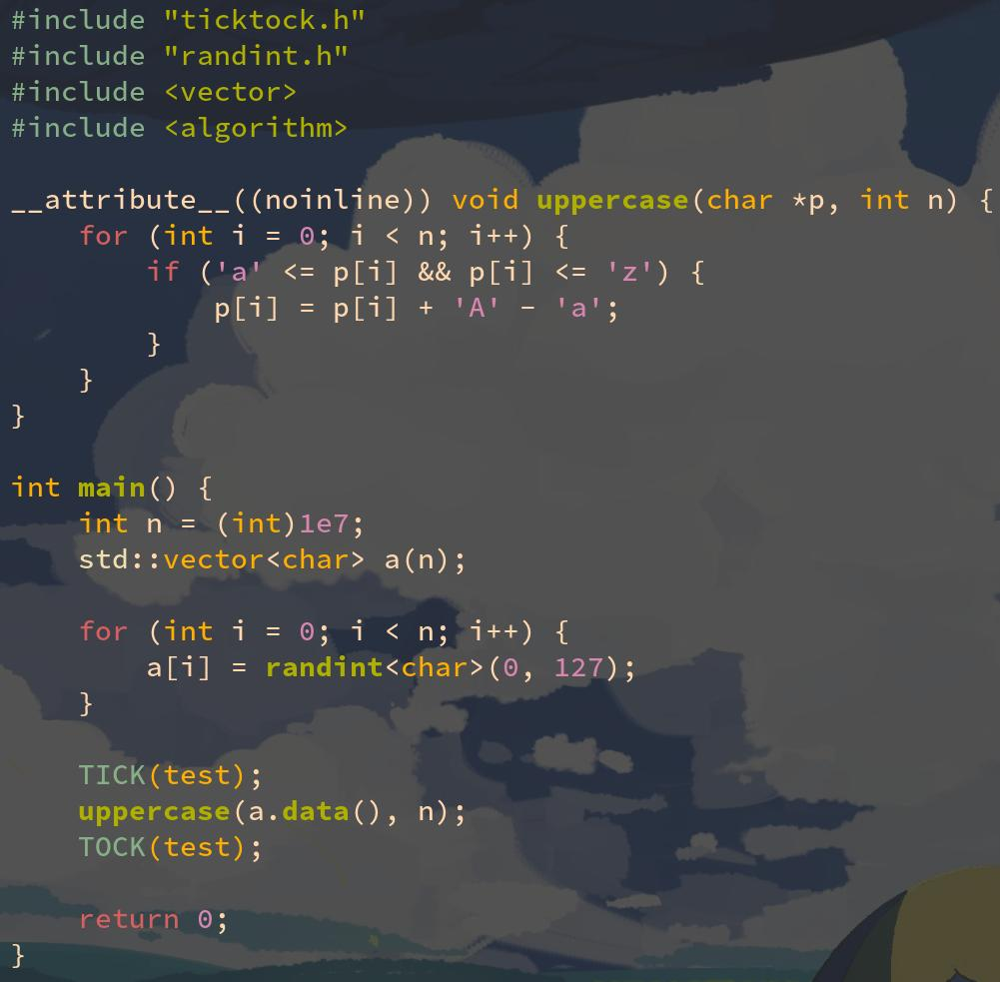 #include "ticktock.h"
#include "randint.h"
#include <vector>
#include <algorithm>

__attribute__((noinline)) void uppercase(char *p, int n) {
    for (int i = 0; i < n; i++) {
        if ('a' <= p[i] && p[i] <= 'z') {
            p[i] = p[i] + 'A' - 'a';
        }
    }
}

int main() {
    int n = (int)1e7;
    std::vector<char> a(n);

    for (int i = 0; i < n; i++) {
        a[i] = randint<char>(0, 127);
    }

    TICK(test);
    uppercase(a.data(), n);
    TOCK(test);

    return 0;
}